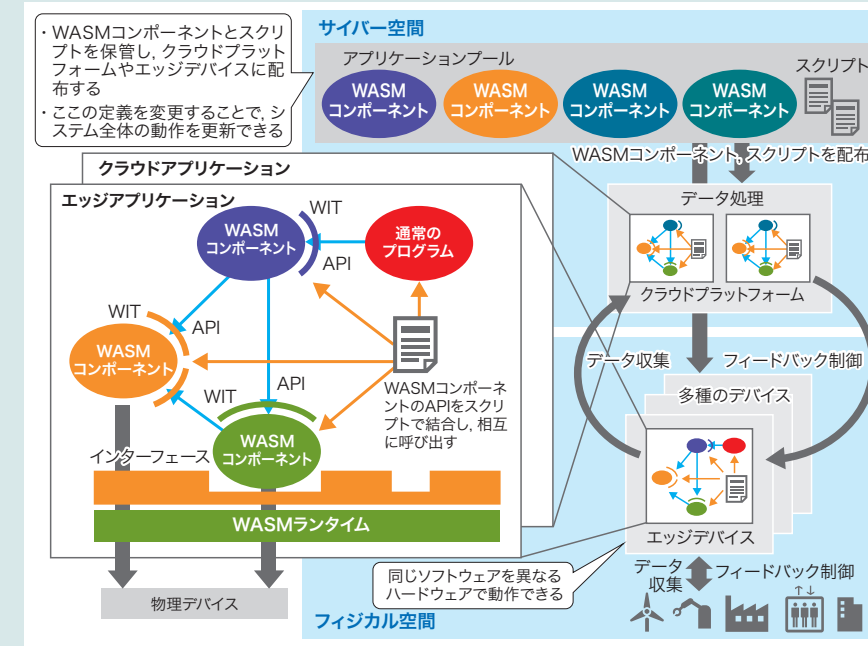 ・WASMコンポーネントとスクリ
プトを保管し,クラウドプラット
フォームやエッジデバイスに配
布する
・ここの定義を変更することで,シ
ステム全体の動作を更新できる
サイバー空間
アプリケーションプール
スクリプト
WASM
コンポーネント
WASM
コンポーネント
WASM
コンポーネント
WASM
コンポーネント
WASMコンポーネント,スクリプトを配布
クラウドアプリケーション
エッジアプリケーション
WASM
コンポーネント
WIT
API
通常の
プログラム
WIT
API
WASM
コンポーネント
WIT
API
WASM
コンポーネント
WASMコンポーネ
ントのAPIをスクリ
プトで結合し,相互
に呼び出す
インターフェース
WASMランタイム
物理デバイス
データ処理
クラウドプラットフォーム
データ収集
フィードバック制御
多種のデバイス
エッジデバイス
同じソフトウェアを異なる
ハードウェアで動作できる
データ
収集
フィードバック制御
↑↓
フィジカル空間